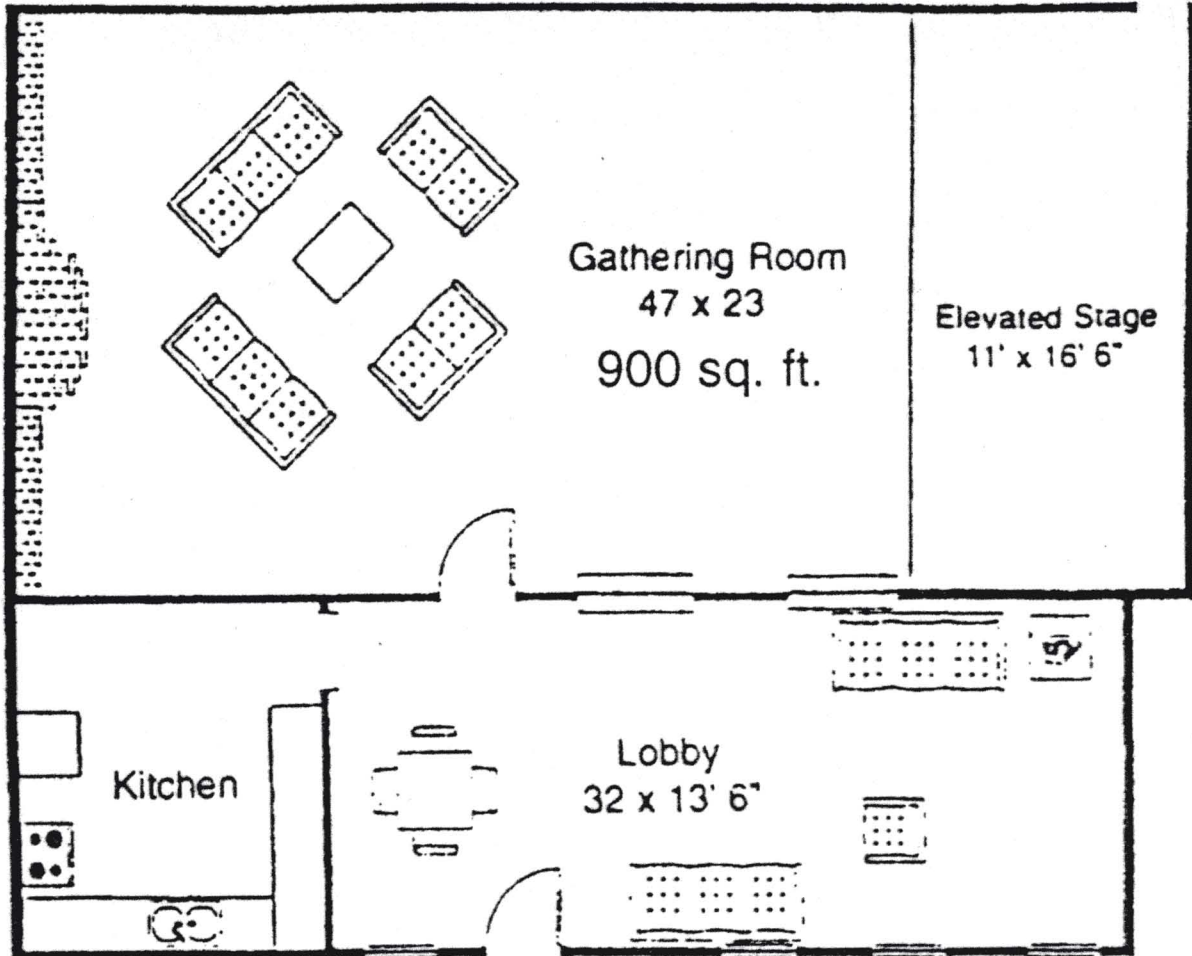 Gathering Room
47 x 23
900 sq. ft.
Elevated Stage
11' x 16' 6"
Kitchen
Lobby
32 x 13' 6"